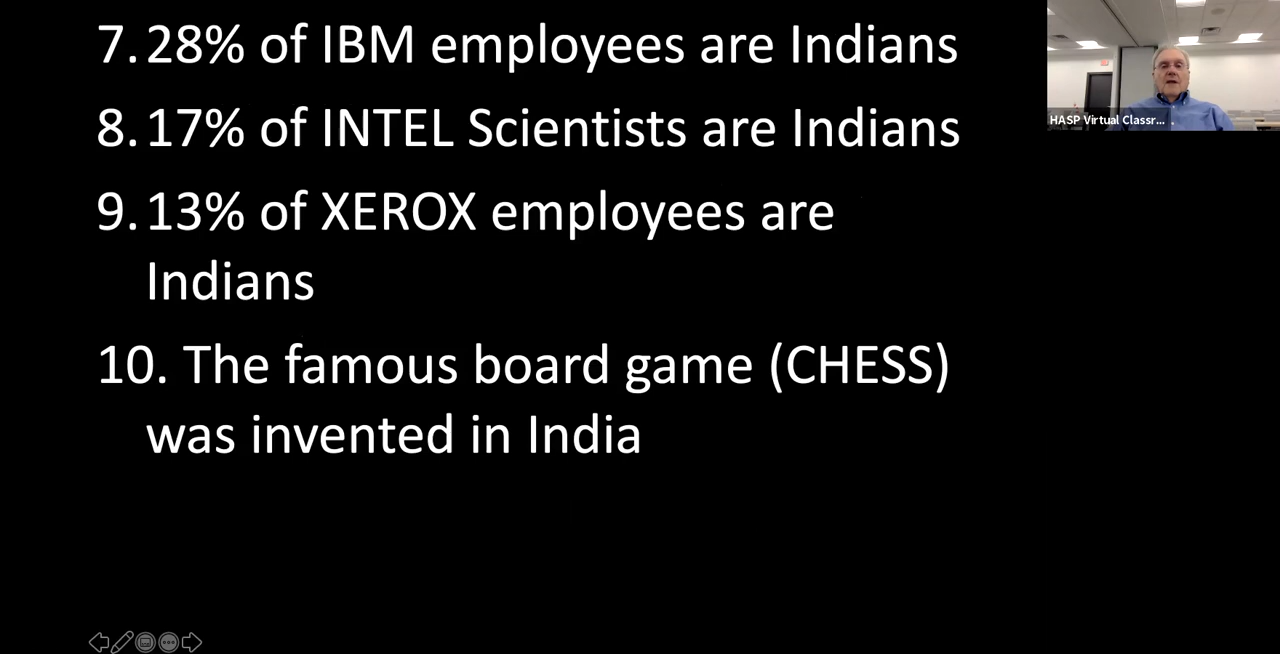 7. 28% of IBM employees are Indians
8. 17% of INTEL Scientists are Indians
9. 13% of XEROX employees are
Indians
10. The famous board game (CHESS)
was invented in India
HASP Virtual Classr...